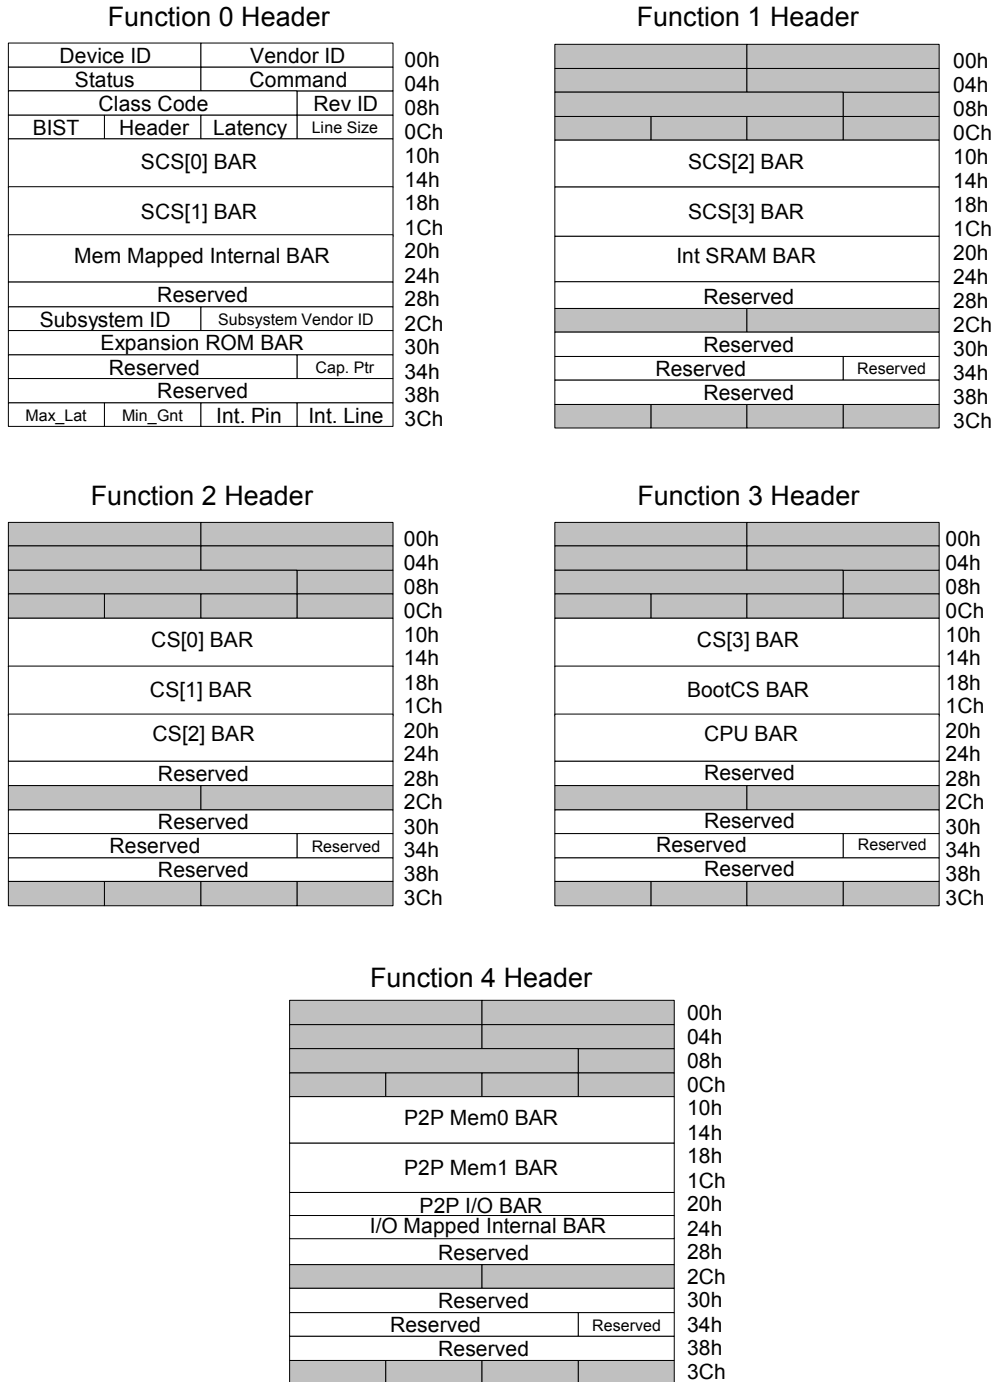 Function 0 Header
Device ID Vendor ID 00h
Status Command 04h
Class Code Rev ID 08h
BIST Header Latency Line Size 0Ch
SCS[0] BAR 10h
14h
SCS[1] BAR 18h
1Ch
Mem Mapped Internal BAR 20h
24h
Reserved 28h
Subsystem ID Subsystem Vendor ID 2Ch
Expansion ROM BAR 30h
Reserved Cap. Ptr 34h
Reserved 38h
Max_Lat Min_Gnt Int. Pin Int. Line 3Ch
Function 1 Header
00h
04h
08h
0Ch
SCS[2] BAR 10h
14h
SCS[3] BAR 18h
1Ch
Int SRAM BAR 20h
24h
Reserved 28h
2Ch
Reserved 30h
Reserved Reserved 34h
Reserved 38h
3Ch
Function 2 Header
00h
04h
08h
0Ch
CS[0] BAR 10h
14h
CS[1] BAR 18h
1Ch
CS[2] BAR 20h
24h
Reserved 28h
2Ch
Reserved 30h
Reserved Reserved 34h
Reserved 38h
3Ch
Function 3 Header
00h
04h
08h
0Ch
CS[3] BAR 10h
14h
BootCS BAR 18h
1Ch
CPU BAR 20h
24h
Reserved 28h
2Ch
Reserved 30h
Reserved Reserved 34h
Reserved 38h
3Ch
Function 4 Header
00h
04h
08h
0Ch
P2P Mem0 BAR 10h
14h
P2P Mem1 BAR 18h
1Ch
P2P I/O BAR 20h
I/O Mapped Internal BAR 24h
Reserved 28h
2Ch
Reserved 30h
Reserved Reserved 34h
Reserved 38h
3Ch